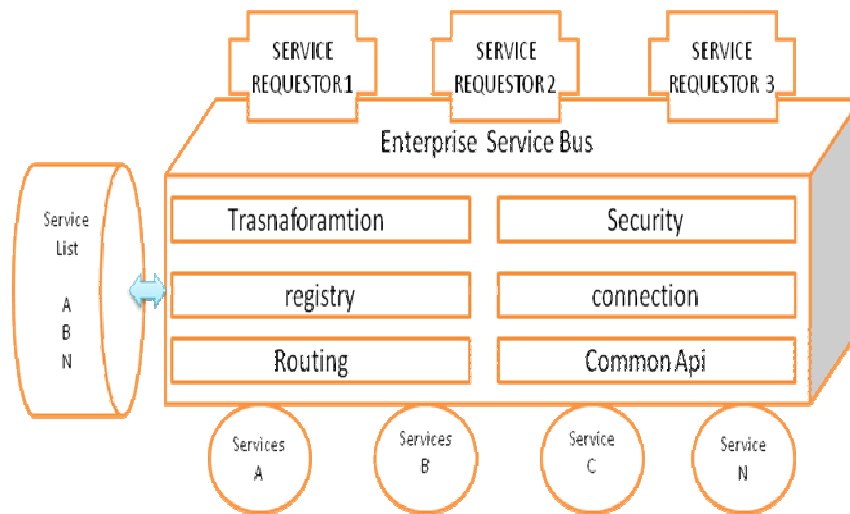 SERVICE
REQUESTOR 1
SERVICE
REQUESTOR 2
SERVICE
REQUESTOR 3
Enterprise Service Bus
Service
List
A
B
N
Trasnaforamtion
Security
registry
connection
Routing
Common Api
Services
A
Services
B
Service
C
Service
N